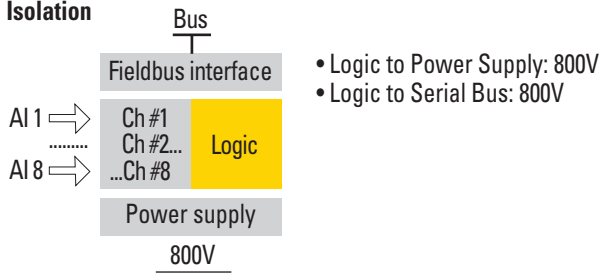 Isolation
Bus
Fieldbus interface
• Logic to Power Supply: 800V
• Logic to Serial Bus: 800V
AI 1
Ch #1
.........
Ch #2...
Logic
AI 8
...Ch #8
Power supply
800V